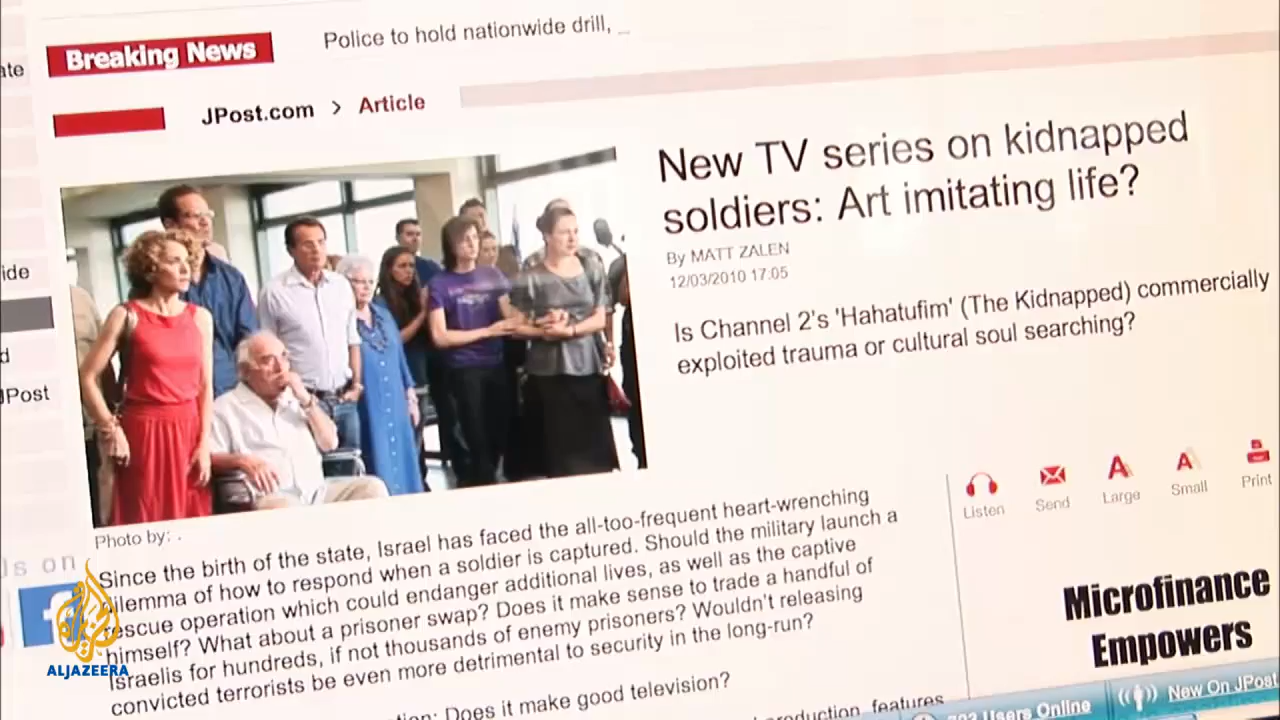 Breaking News
Police to hold nationwide drill, ...
ate
JPost.com > Article
New TV series on kidnapped
soldiers: Art imitating life?
By MATT ZALEN
12/03/2010 17:05
ide
Is Channel 2's 'Hahatufim' (The Kidnapped) commercially
exploited trauma or cultural soul searching?
d
JPost
Listen
Send
Large
Small
Print
Photo by: .
s on
Since the birth of the state, Israel has faced the all-too-frequent heart-wrenching
dilemma of how to respond when a soldier is captured. Should the military launch a
rescue operation which could endanger additional lives, as well as the captive
himself? What about a prisoner swap? Does it make sense to trade a handful of
Israelis for hundreds, if not thousands of enemy prisoners? Wouldn't releasing
convicted terrorists be even more detrimental to security in the long-run?
Does it make good television?
production features
Microfinance
Empowers
Users Online
New On JPost
f
ALJAZEERA